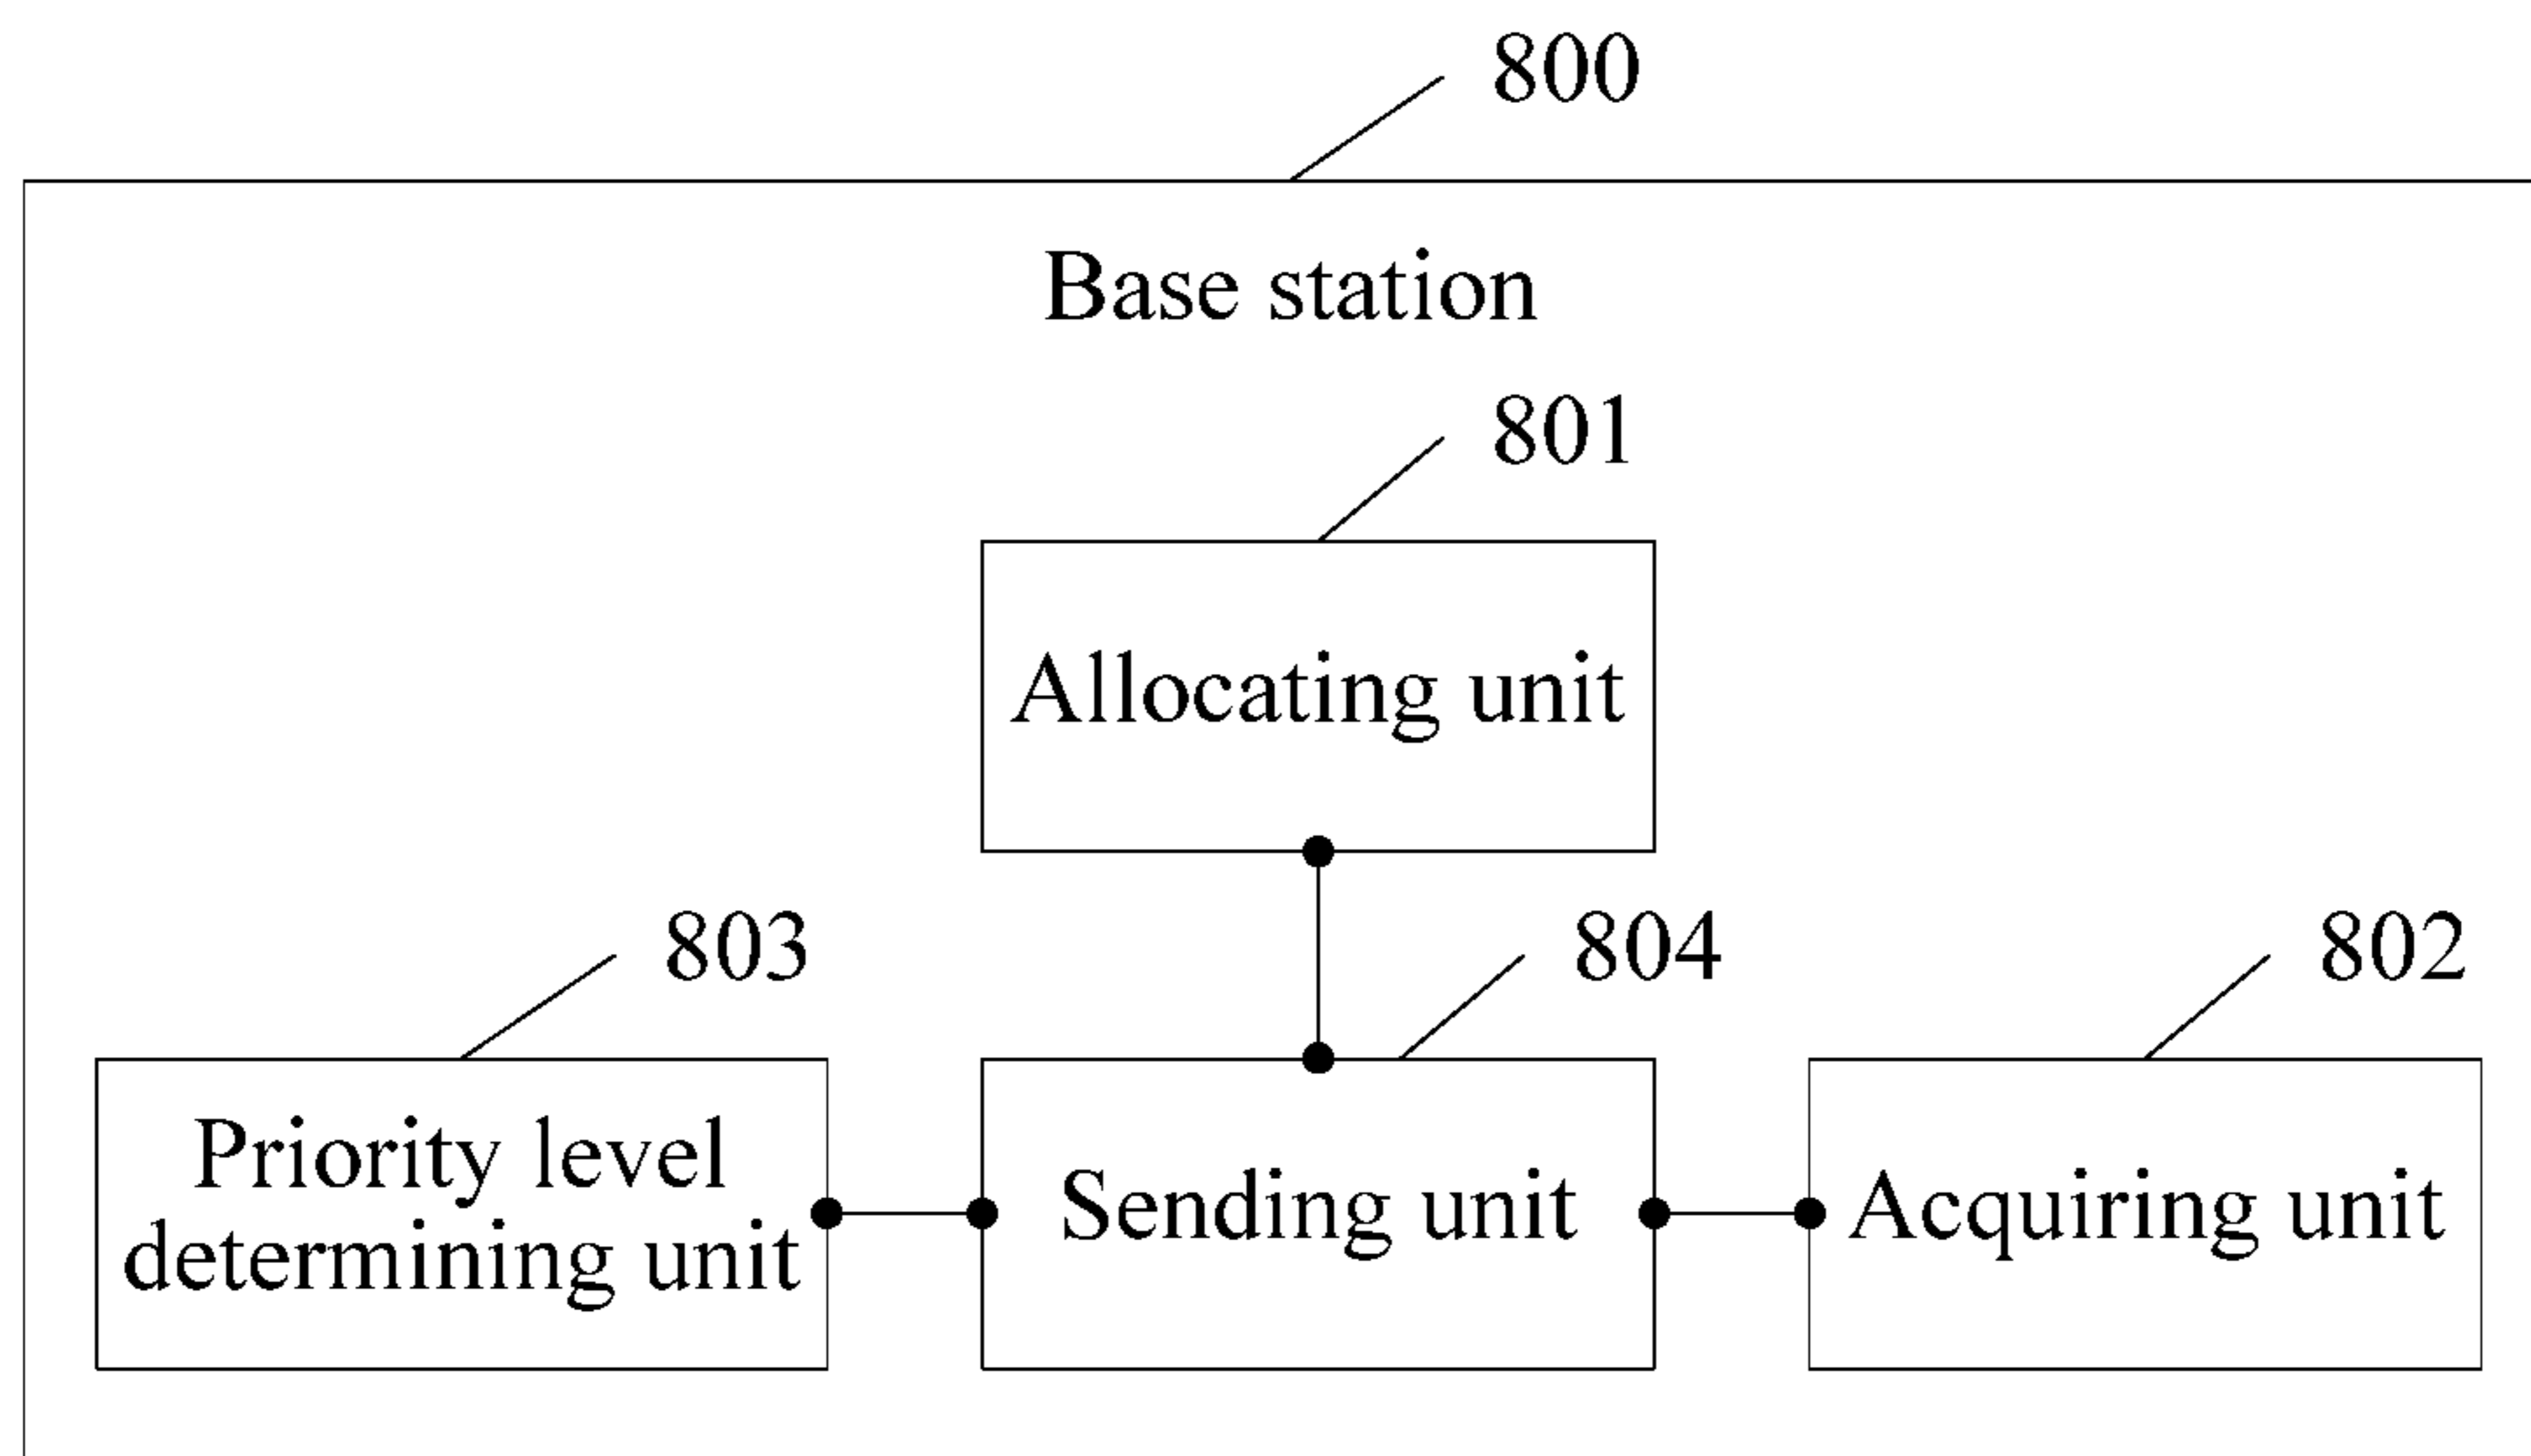 800
Base station
801
Allocating unit
803
804
802
Priority level
determining unit
Sending unit
Acquiring unit